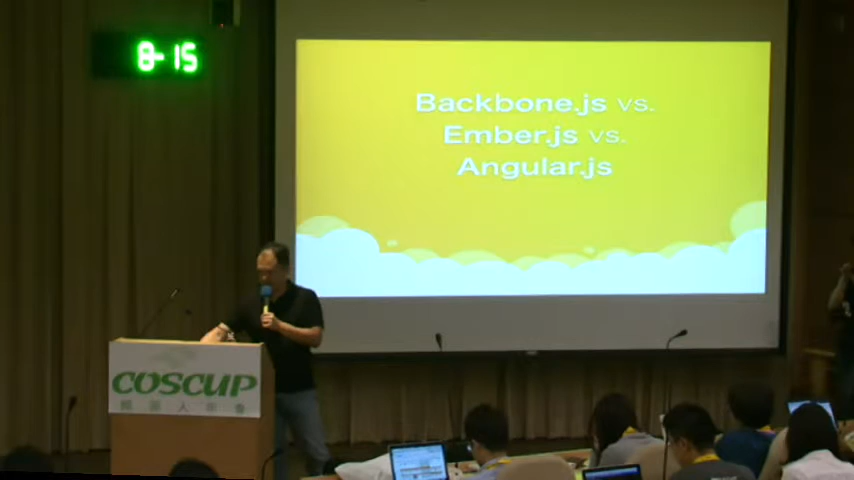 8-15
Backbone.js vs.
Ember.js vs.
Angular.js
COSCUP